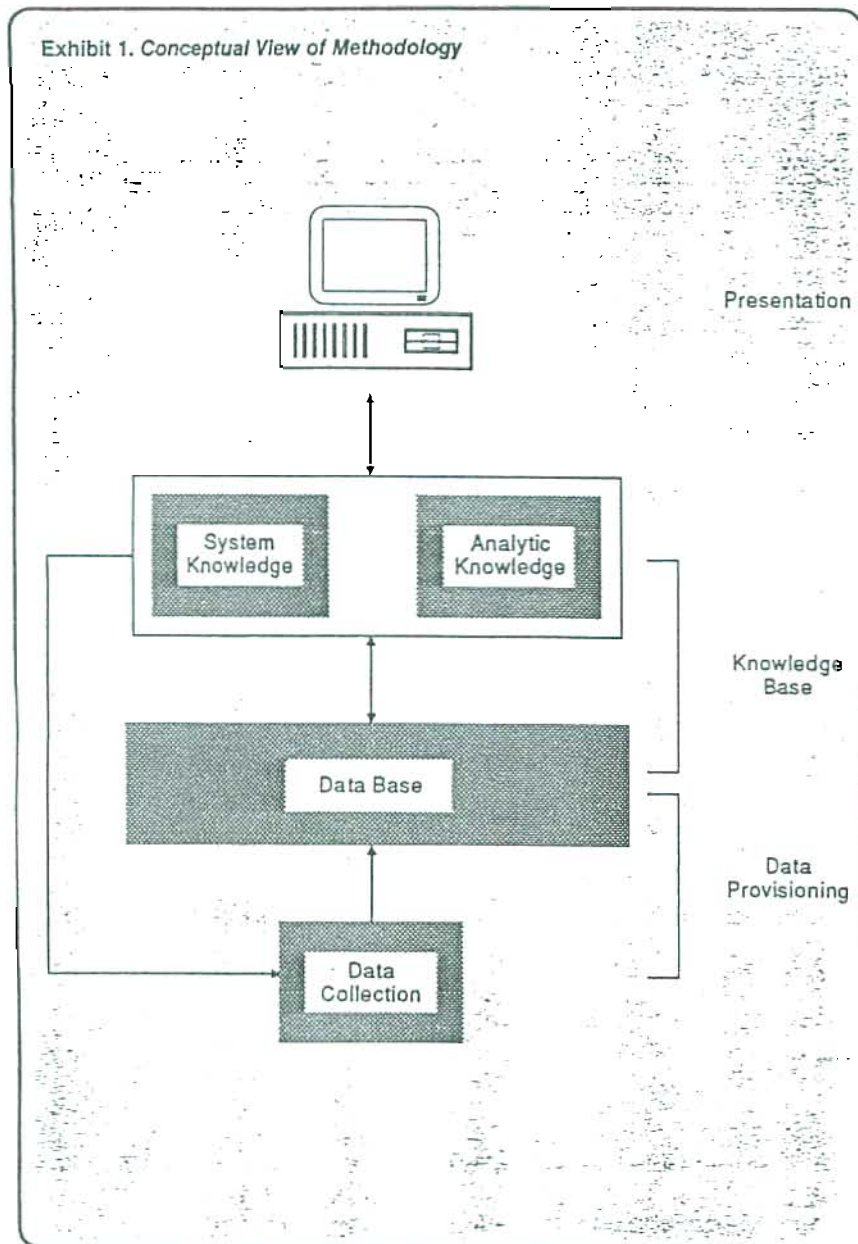 Exhibit 1. Conceptual View of Methodology
Presentation
System
Knowledge
Analytic
Knowledge
Knowledge
Base
Data Base
Data
Provisioning
Data
Collection